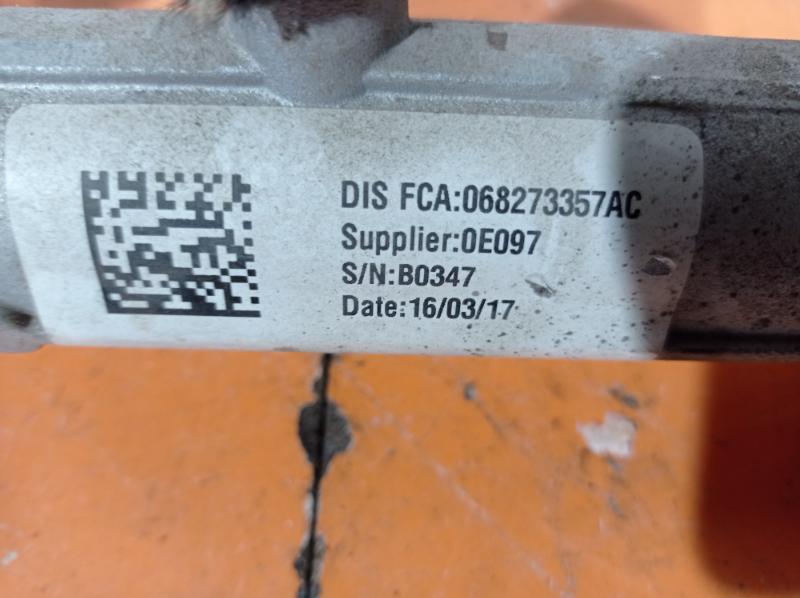 DIS FCA:068273357AC
Supplier:0E097
S/N:B0347
Date:16/03/17